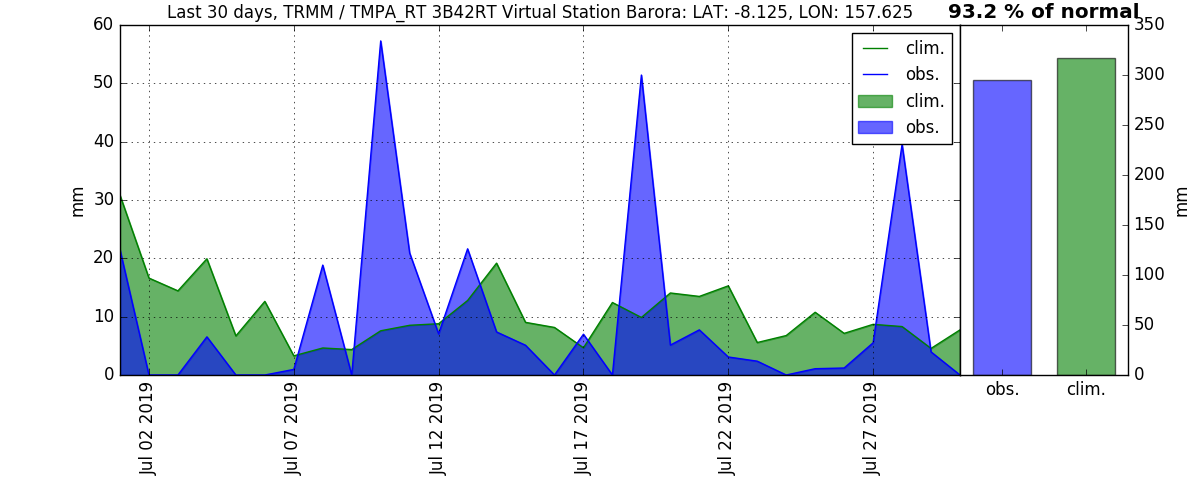 Last 30 days, TRMM / TMPA_RT 3B42RT Virtual Station Barora: LAT: -8.125, LON: 157.625
93.2 % of normal
60
50
40
30
20
10
0
mm
clim.
obs.
clim.
obs.
Jul 02 2019
Jul 07 2019
Jul 12 2019
Jul 17 2019
Jul 22 2019
Jul 27 2019
350
300
250
200
150
100
50
0
mm
obs.
clim.